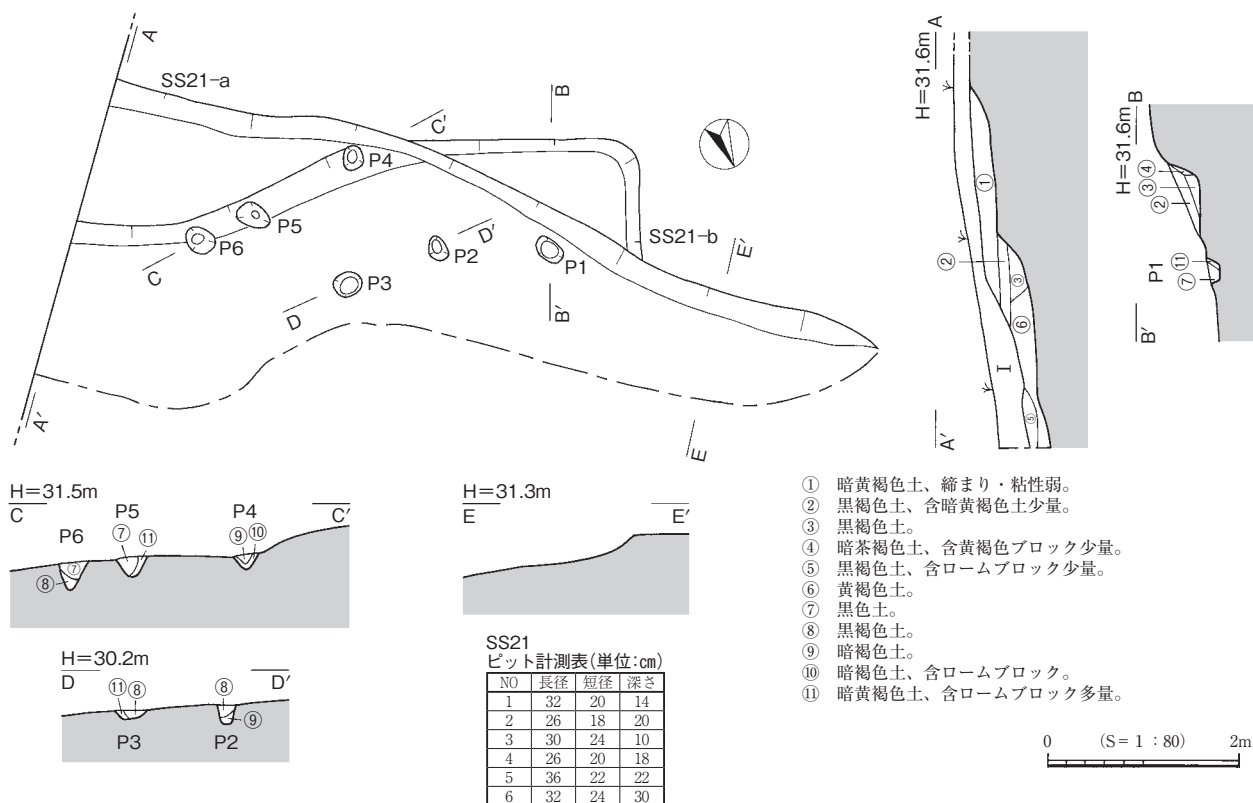 A
SS21-a
C'
B
P4
P5
P6
C
D'
P2
P1
SS21-b
E'
P3
D
B'
A'
E
H=31.6m
A
①
②
③
⑥
I
⑤
A'
H=31.6m
B
④
③
②
⑪
P1
⑦
B'
H=31.5m
C
C'
P6
P5
P4
⑦
⑪
⑨
⑩
⑦
⑧
H=31.3m
E
E'
H=30.2m
D
D'
⑪
⑧
⑧
⑨
P3
P2
SS21
ピット計測表(単位:㎝)
NO 長径 短径 深さ
1 32 20 14
2 26 18 20
3 30 24 10
4 26 20 18
5 36 22 22
6 32 24 30
① 暗黄褐色土、締まり・粘性弱。
② 黒褐色土、含暗黄褐色土少量。
③ 黒褐色土。
④ 暗茶褐色土、含黄褐色ブロック少量。
⑤ 黒褐色土、含ロームブロック少量。
⑥ 黄褐色土。
⑦ 黒色土。
⑧ 黒褐色土。
⑨ 暗褐色土。
⑩ 暗褐色土、含ロームブロック。
⑪ 暗黄褐色土、含ロームブロック多量。
0 (S=1:80) 2m